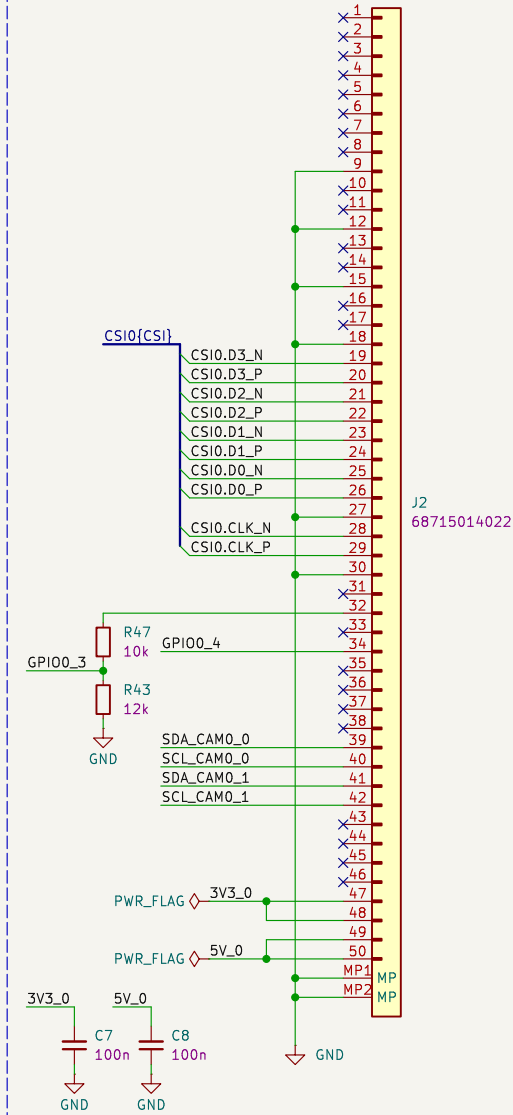 1
2
3
4
5
6
7
8
9
10
11
12
13
14
15
16
17
18
CSI0{CSI}
CSI0.D3_N 19
CSI0.D3_P 20
CSI0.D2_N 21
CSI0.D2_P 22
CSI0.D1_N 23
CSI0.D1_P 24
CSI0.D0_N 25
CSI0.D0_P 26
J2
27
68715014022
CSI0.CLK_N 28
CSI0.CLK_P 29
30
31
32
R47
33
10k
GPIO0_4 34
GPIO0_3
35
R43
36
12k
37
38
GND
SDA_CAM0_0 39
SCL_CAM0_0 40
SDA_CAM0_1 41
SCL_CAM0_1 42
43
44
45
46
PWR_FLAG 3V3_0 47
48
49
PWR_FLAG 5V_0 50
MP1 MP
MP2 MP
3V3_0 5V_0
C7 C8
100n 100n
GND
GND GND